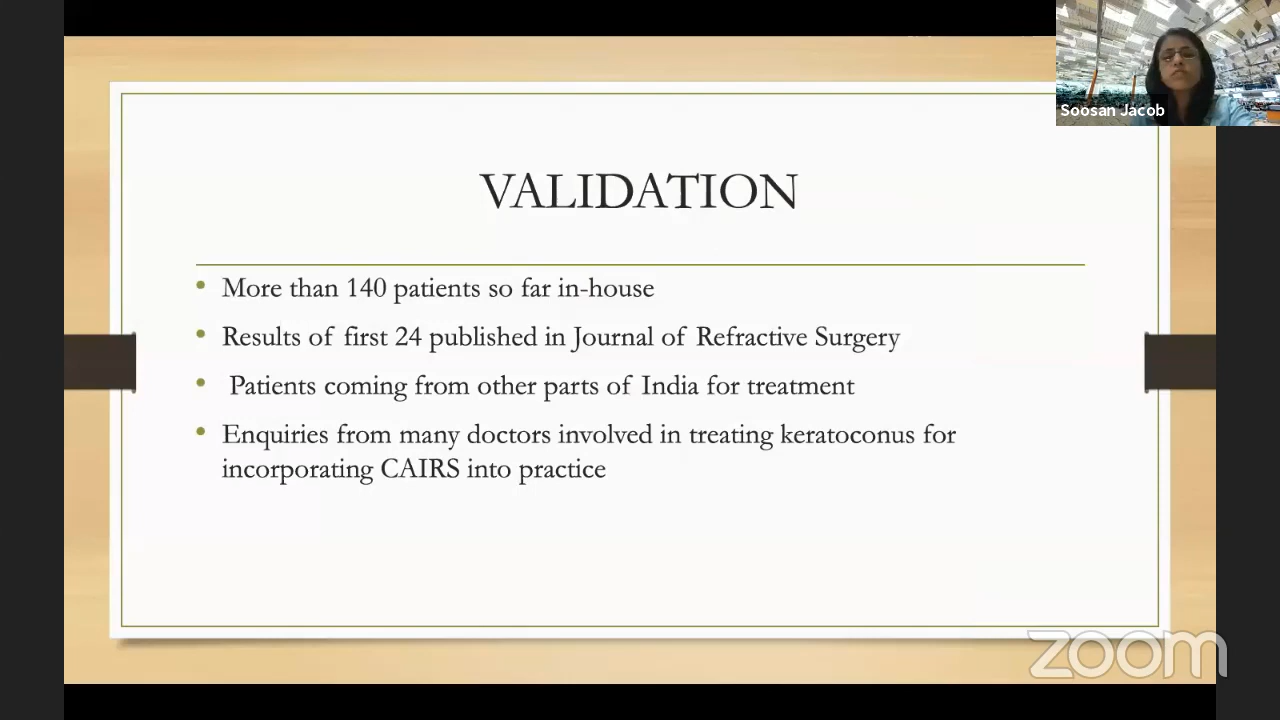 Soosan Jacob
VALIDATION
• More than 140 patients so far in-house
• Results of first 24 published in Journal of Refractive Surgery
• Patients coming from other parts of India for treatment
• Enquiries from many doctors involved in treating keratoconus for
incorporating CAIRS into practice
zoom